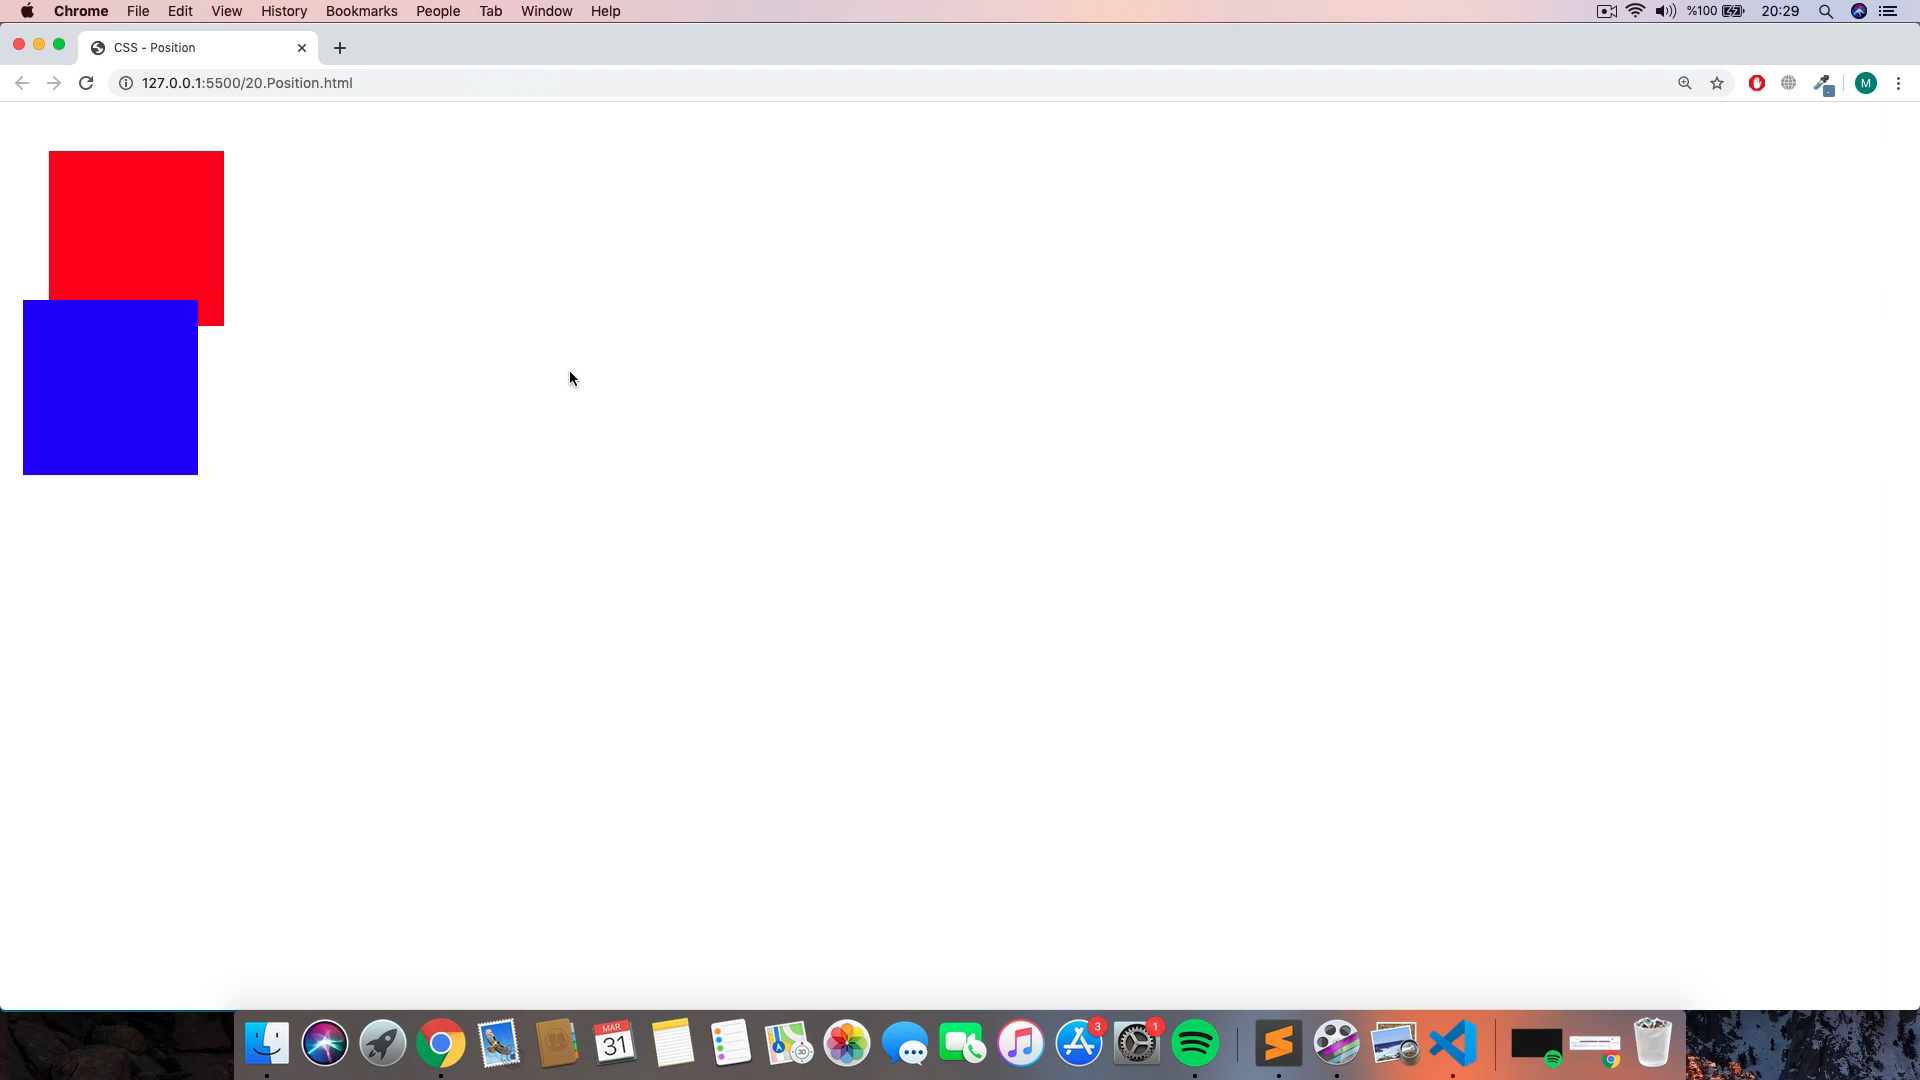 Chrome File Edit View History Bookmarks People Tab Window Help %100 20:29
CSS - Position
127.0.0.1:5500/20.Position.html M
MAR 3 1
31 3D